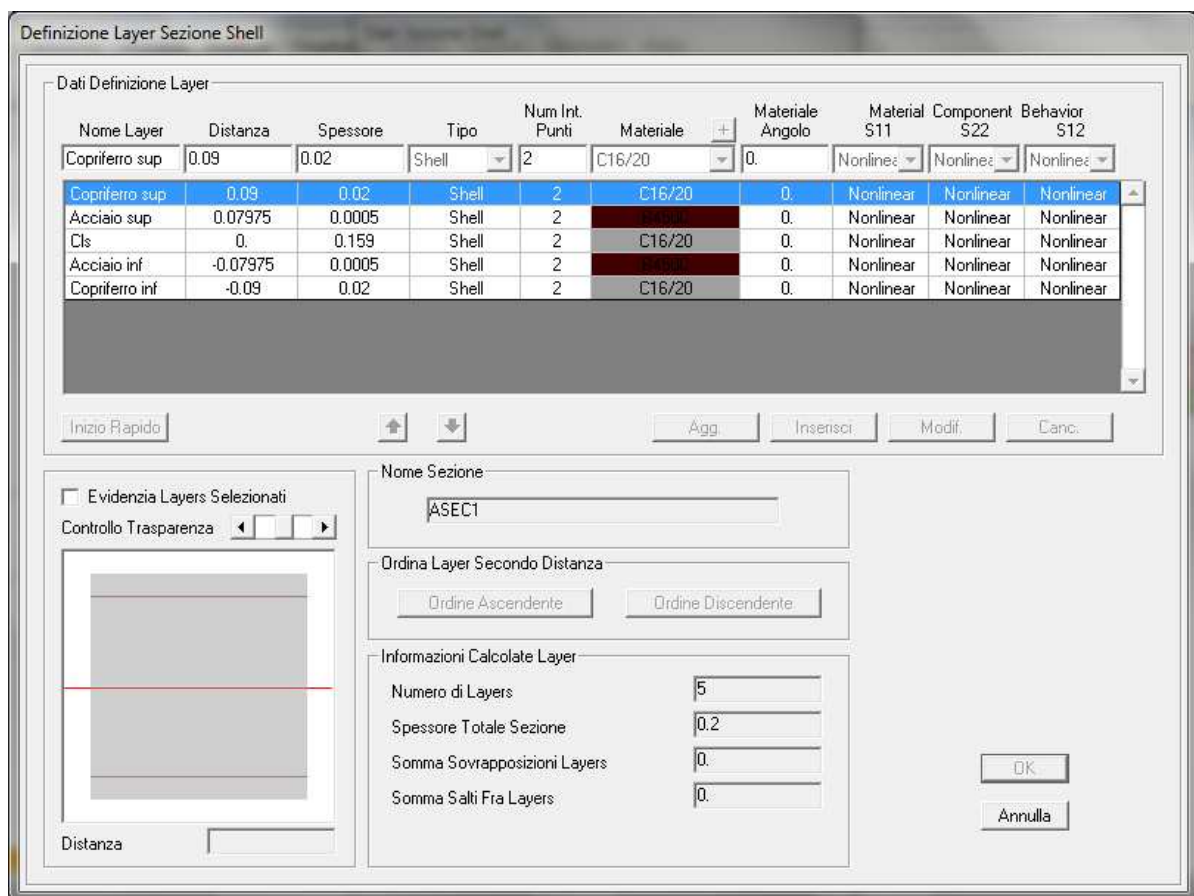 Definizione Layer Sezione Shell
Dati Definizione Layer
Nome Layer Distanza Spessore Tipo Num Int. Punti Materiale + Materiale Angolo Material Component Behavior S11 S22 S12
Copriferro sup 0.09 0.02 Shell 2 C16/20 0. Nonlinea Nonlinea Nonlinea
Copriferro sup 0.09 0.02 Shell 2 C16/20 0. Nonlinear Nonlinear Nonlinear
Acciaio sup 0.07975 0.0005 Shell 2 B450C 0. Nonlinear Nonlinear Nonlinear
Cls 0. 0.159 Shell 2 C16/20 0. Nonlinear Nonlinear Nonlinear
Acciaio inf -0.07975 0.0005 Shell 2 B450C 0. Nonlinear Nonlinear Nonlinear
Copriferro inf -0.09 0.02 Shell 2 C16/20 0. Nonlinear Nonlinear Nonlinear
Inizio Rapido Agg. Inserisci Modif. Canc.
Evidenzia Layers Selezionati
Controllo Trasparenza
Distanza
Nome Sezione
ASEC1
Ordina Layer Secondo Distanza
Ordine Ascendente Ordine Discendente
Informazioni Calcolate Layer
Numero di Layers 5
Spessore Totale Sezione 0.2
Somma Sovrapposizioni Layers 0.
Somma Salti Fra Layers 0.
OK
Annulla